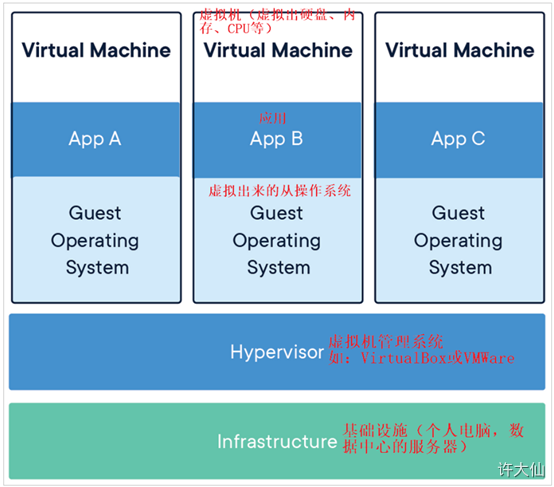 虚拟机（虚拟出硬盘、内
存、CPU等）
Virtual Machine
Virtual Machine
Virtual Machine
应用
App A
App B
App C
虚拟出来的从操作系统
Guest
Operating
System
Guest
Operating
System
Guest
Operating
System
Hypervisor
虚拟机管理系统
如：VirtualBox或VMWare
Infrastructure
基础设施（个人电脑，数
据中心的服务器）
许大仙